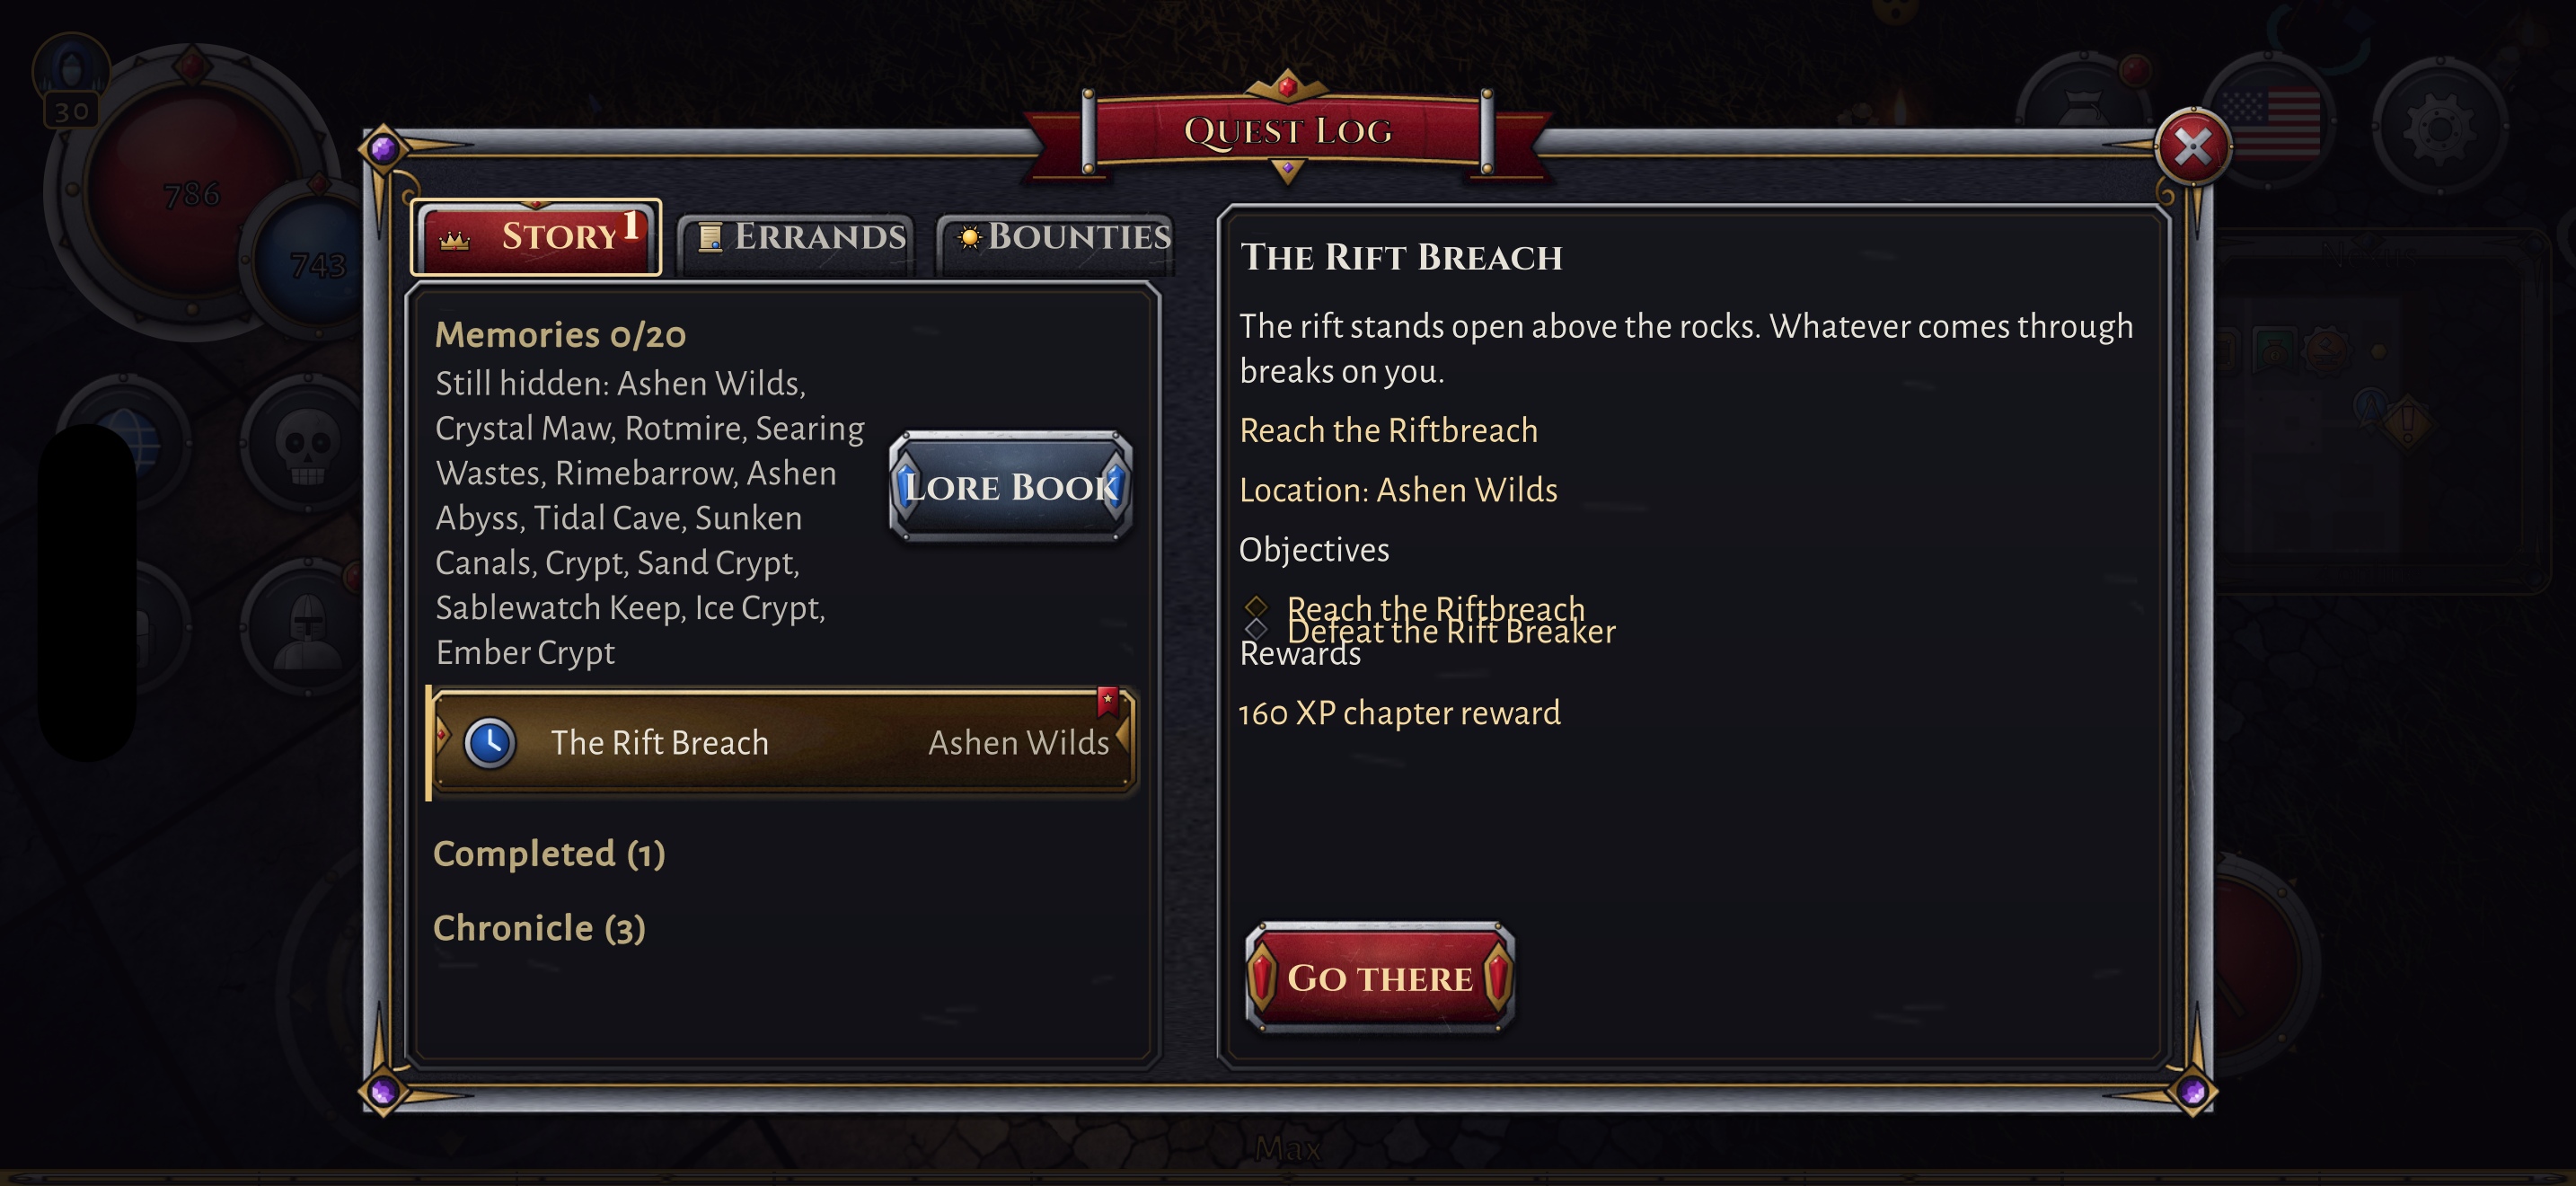 30
786
743
Quest Log
Story 1
Errands
Bounties
Memories 0/20
Still hidden: Ashen Wilds,
Crystal Maw, Rotmire, Searing
Wastes, Rimebarrow, Ashen
Abyss, Tidal Cave, Sunken
Canals, Crypt, Sand Crypt,
Sablewatch Keep, Ice Crypt,
Ember Crypt
Lore Book
The Rift Breach
Ashen Wilds
Completed (1)
Chronicle (3)
The Rift Breach
The rift stands open above the rocks. Whatever comes through
breaks on you.
Reach the Riftbreach
Location: Ashen Wilds
Objectives
Reach the Riftbreach
Defeat the Rift Breaker
Rewards
160 XP chapter reward
Go there
Max